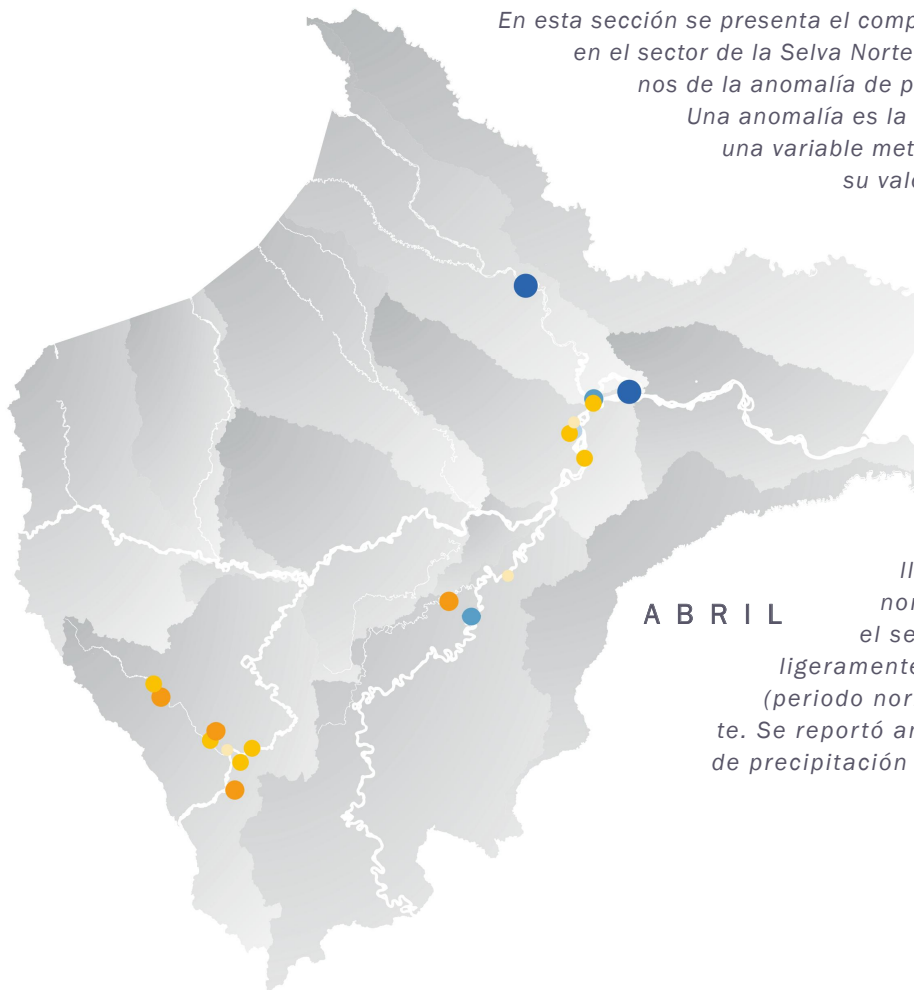 En esta sección se presenta el comp
en el sector de la Selva Norte
nos de la anomalía de p
Una anomalía es la
una variable met
su val
ABRIL
ll
nor
el se
ligeramente
(periodo nor
te. Se reportó a
de precipitación